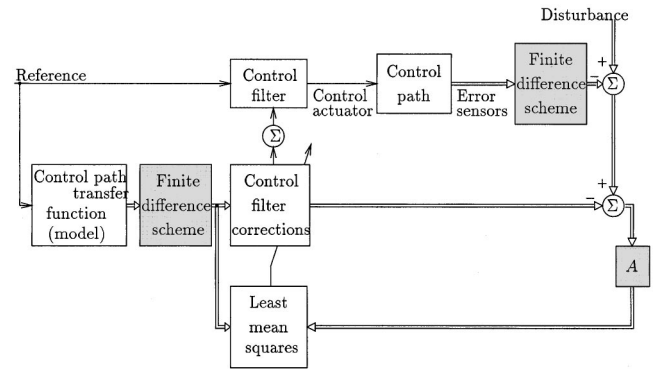 Disturbance
Reference
Control
filter
Control
actuator
Control
path
Error
sensors
Finite
difference
scheme
+
−
Σ
Σ
Control path
transfer
function
(model)
Finite
difference
scheme
Control
filter
corrections
+
−
Σ
A
Least
mean
squares